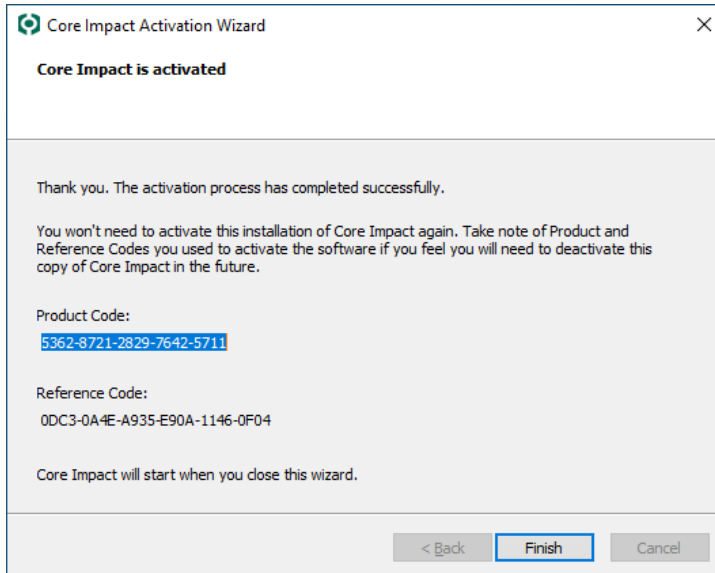 Core Impact Activation Wizard
Core Impact is activated
Thank you. The activation process has completed successfully.
You won't need to activate this installation of Core Impact again. Take note of Product and
Reference Codes you used to activate the software if you feel you will need to deactivate this
copy of Core Impact in the future.
Product Code:
5362-8721-2829-7642-5711
Reference Code:
0DC3-0A4E-A935-E90A-1146-0F04
Core Impact will start when you close this wizard.
< Back
Finish
Cancel